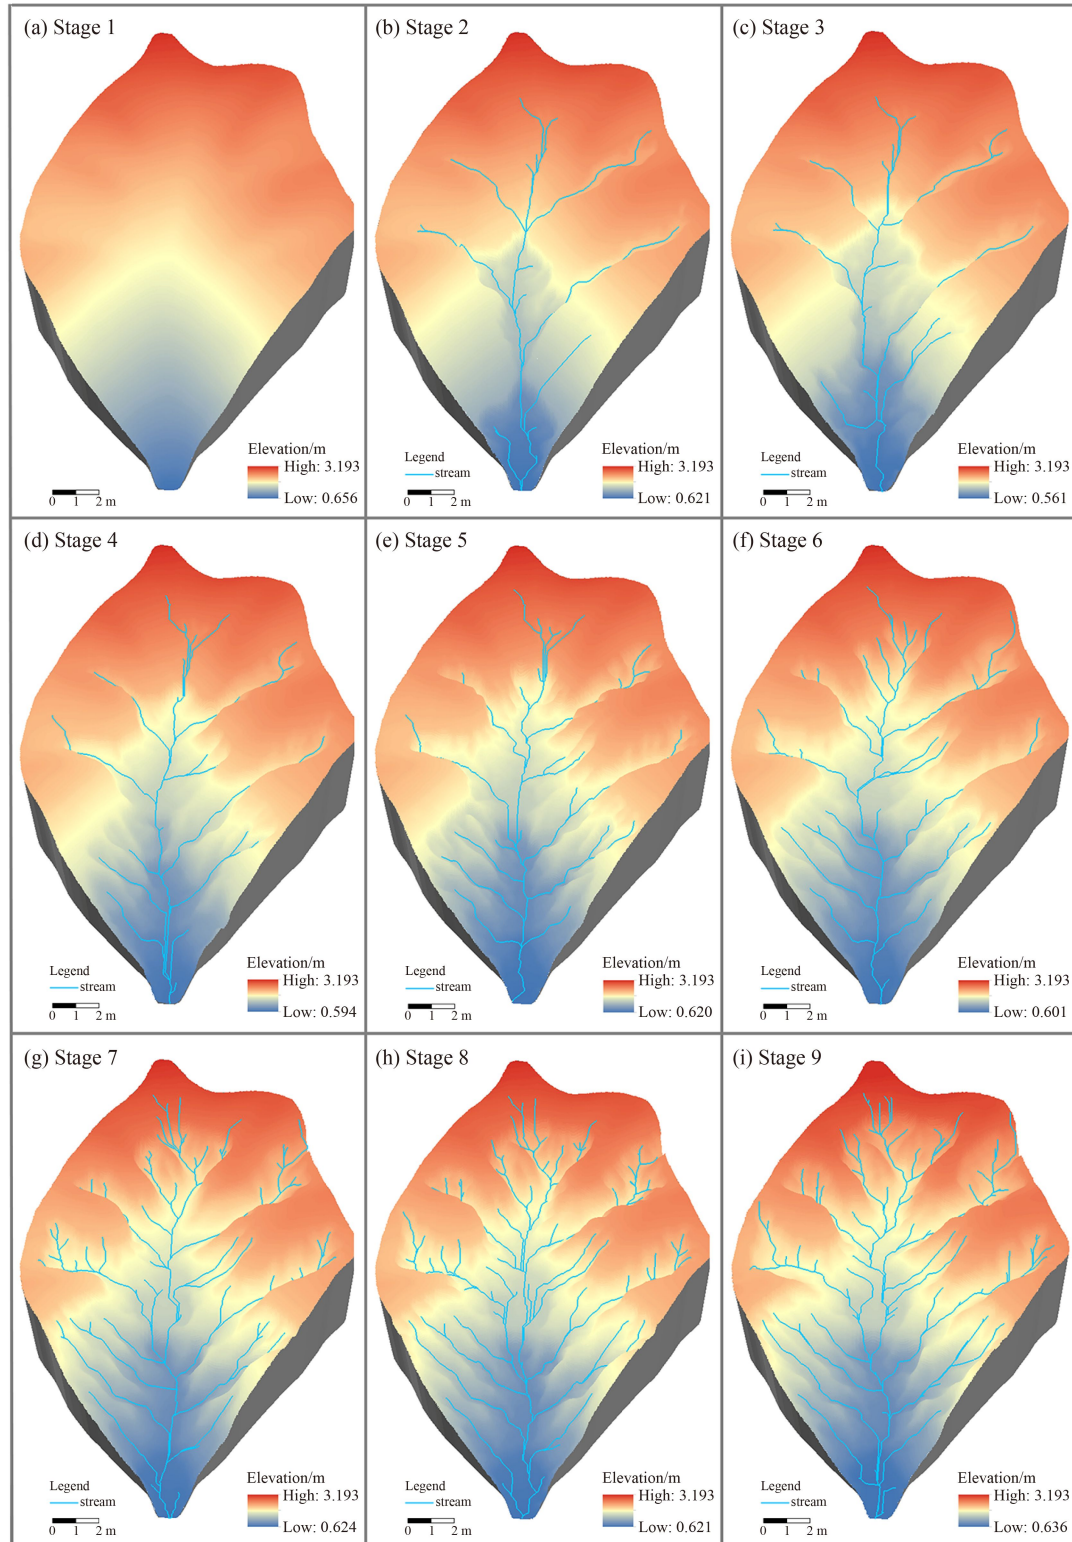 (a) Stage 1
Elevation/m
High: 3.193
Low: 0.656
0 1 2 m
(b) Stage 2
Legend
stream
0 1 2 m
Elevation/m
High: 3.193
Low: 0.621
(c) Stage 3
Legend
stream
0 1 2 m
Elevation/m
High: 3.193
Low: 0.561
(d) Stage 4
Legend
stream
0 1 2 m
Elevation/m
High: 3.193
Low: 0.594
(e) Stage 5
Legend
stream
0 1 2 m
Elevation/m
High: 3.193
Low: 0.620
(f) Stage 6
Legend
stream
0 1 2 m
Elevation/m
High: 3.193
Low: 0.601
(g) Stage 7
Legend
stream
0 1 2 m
Elevation/m
High: 3.193
Low: 0.624
(h) Stage 8
Legend
stream
0 1 2 m
Elevation/m
High: 3.193
Low: 0.621
(i) Stage 9
Legend
stream
0 1 2 m
Elevation/m
High: 3.193
Low: 0.636